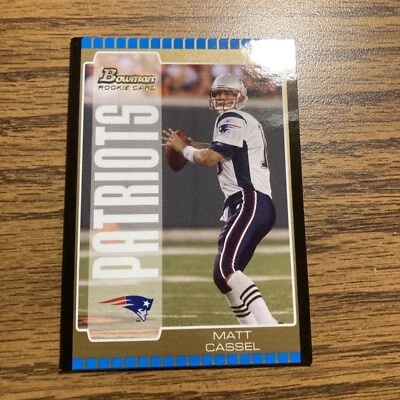 Bowman
ROOKIE CARD
PATRIOTS
MATT
CASSEL